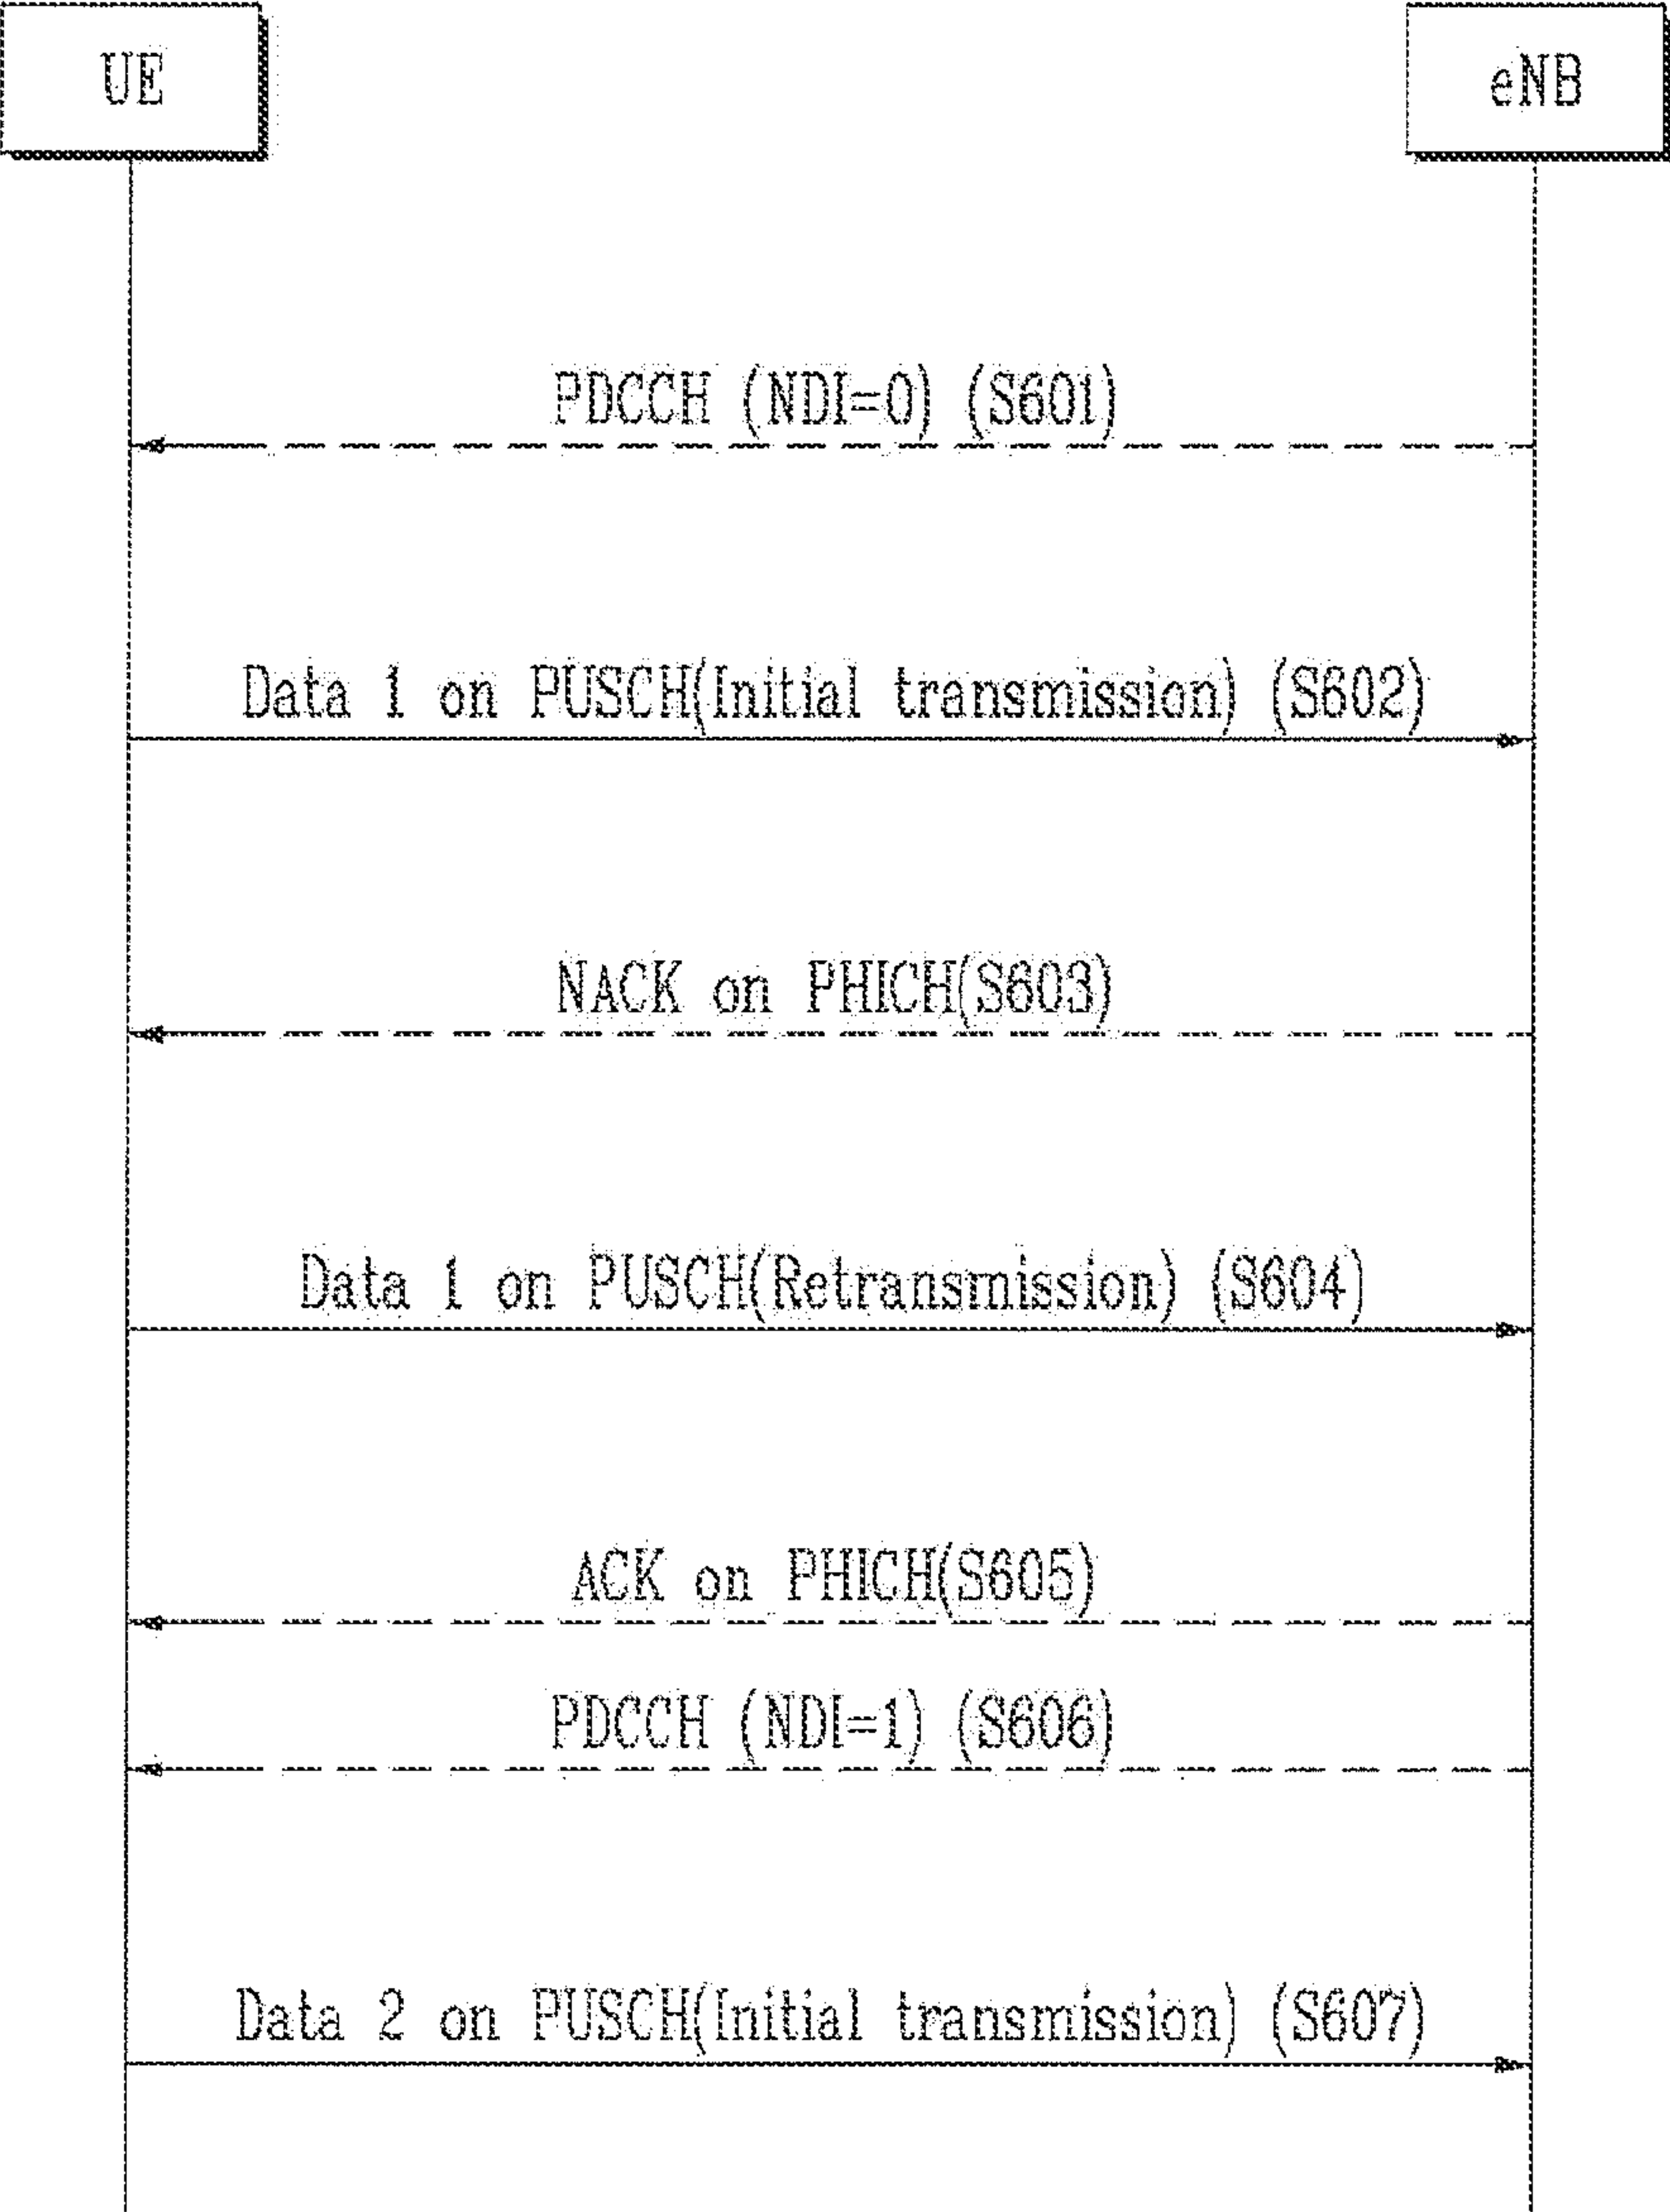 UE
eNB
PDCCH (NDI=0) (S601)
Data 1 on PUSCH(Initial transmission) (S602)
NACK on PHICH(S603)
Data 1 on PUSCH(Retransmission) (S604)
ACK on PHICH(S605)
PDCCH (NDI=1) (S606)
Data 2 on PUSCH(Initial transmission) (S607)